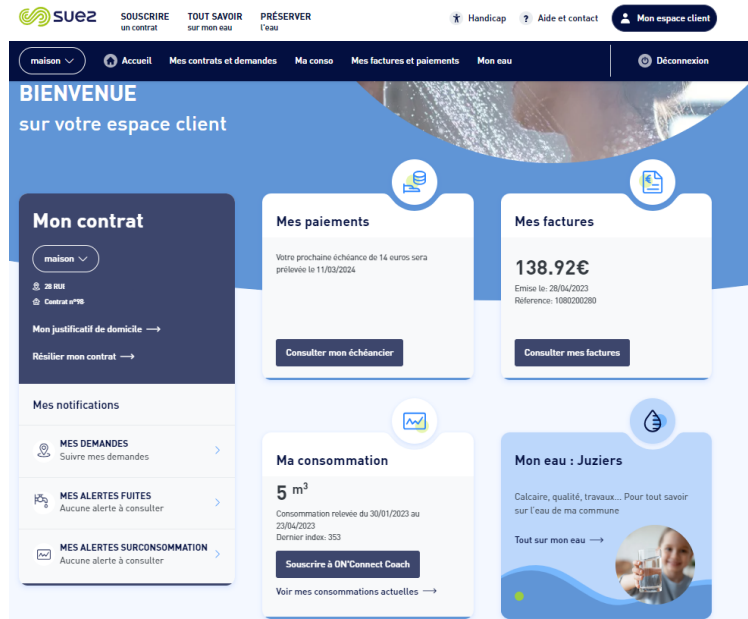 suez
SOUSCRIRE
un contrat
TOUT SAVOIR
sur mon eau
PRÉSERVER
l'eau
Handicap
? Aide et contact
Mon espace client
maison
Accueil
Mes contrats et demandes
Ma conso
Mes factures et paiements
Mon eau
Déconnexion
BIENVENUE
sur votre espace client
Mon contrat
maison
28 RUI
Contrat n°98
Mon justificatif de domicile →
Résilier mon contrat →
Mes notifications
MES DEMANDES
Suivre mes demandes
MES ALERTES FUITES
Aucune alerte à consulter
MES ALERTES SURCONSOMMATION
Aucune alerte à consulter
Mes paiements
Votre prochaine échéance de 14 euros sera
prélevée le 11/03/2024
Consulter mon échéancier
Mes factures
138.92€
Emise le: 28/04/2023
Réference: 1080200280
Consulter mes factures
Ma consommation
5 m³
Consommation relevée du 30/01/2023 au
23/04/2023
Dernier index: 353
Souscrire à ON'Connect Coach
Voir mes consommations actuelles →
Mon eau : Juziers
Calcaire, qualité, travaux... Pour tout savoir
sur l'eau de ma commune
Tout sur mon eau →